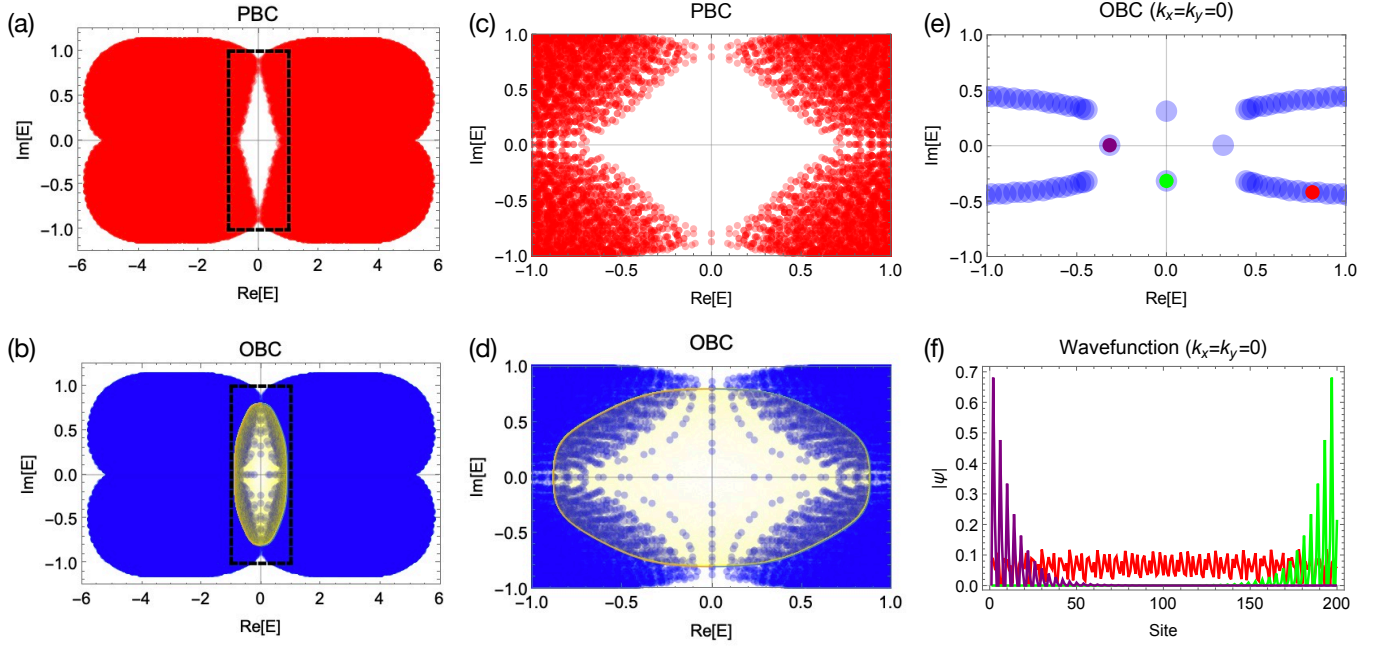 (a)
PBC
Im[E]
1.0
0.5
0.0
−0.5
−1.0
−6 −4 −2 0 2 4 6
Re[E]
(c)
PBC
Im[E]
1.0
0.5
0.0
−0.5
−1.0
−1.0 −0.5 0.0 0.5 1.0
Re[E]
(e)
OBC (kx=ky=0)
Im[E]
1.0
0.5
0.0
−0.5
−1.0
−1.0 −0.5 0.0 0.5 1.0
Re[E]
(b)
OBC
Im[E]
1.0
0.5
0.0
−0.5
−1.0
−6 −4 −2 0 2 4 6
Re[E]
(d)
OBC
Im[E]
1.0
0.5
0.0
−0.5
−1.0
−1.0 −0.5 0.0 0.5 1.0
Re[E]
(f)
Wavefunction (kx=ky=0)
|ψ|
0.7
0.6
0.5
0.4
0.3
0.2
0.1
0.0
0 50 100 150 200
Site